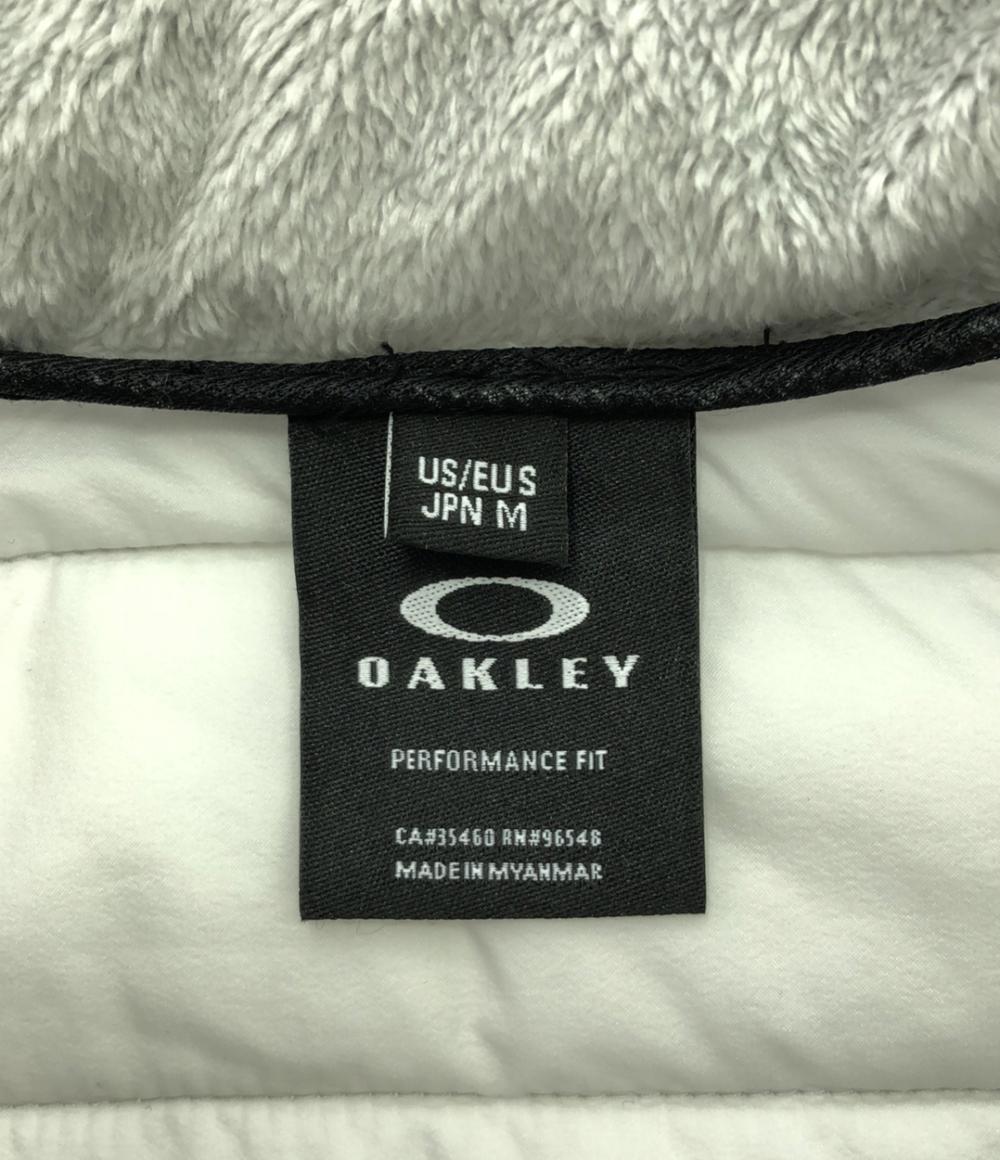 US/EU S
JPN M
OAKLEY
PERFORMANCE FIT
CA#35460 RN#96548
MADE IN MYANMAR